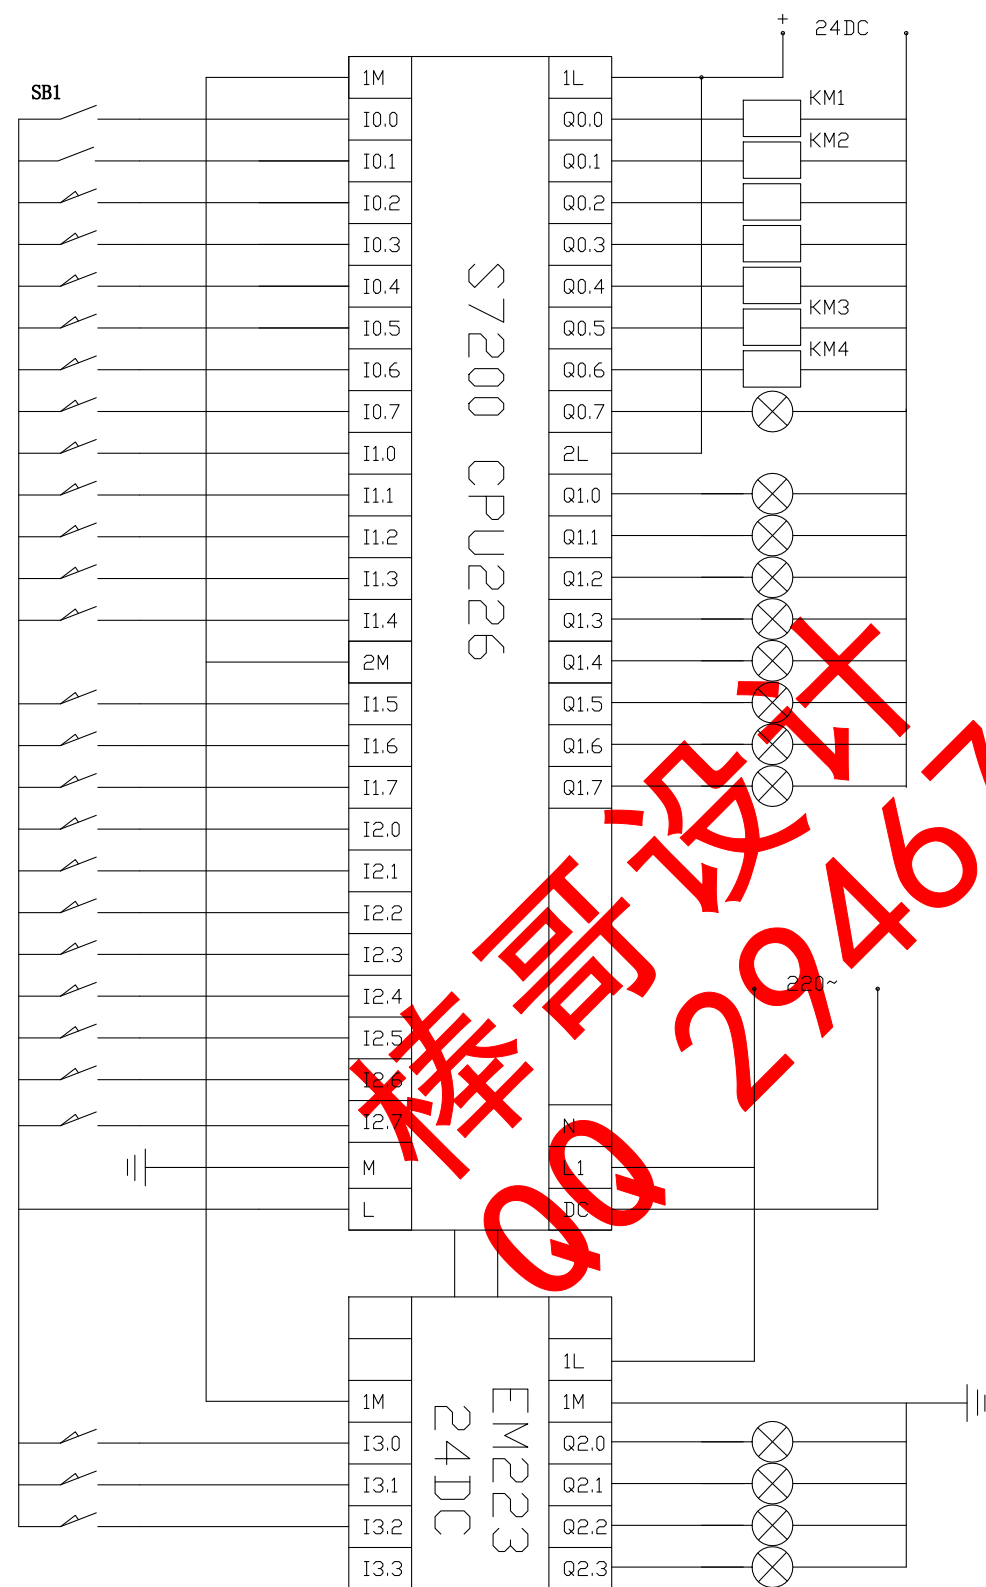 + 24DC
SB1
1M 1L
KM1
I0.0 Q0.0
KM2
I0.1 Q0.1
I0.2 Q0.2
I0.3 Q0.3
I0.4 Q0.4
KM3
I0.5 Q0.5
KM4
I0.6 Q0.6
I0.7 Q0.7
I1.0 2L
I1.1 Q1.0
I1.2 Q1.1
I1.3 Q1.2
I1.4 Q1.3
2M Q1.4
I1.5 Q1.5
I1.6 Q1.6
I1.7 Q1.7
I2.0
I2.1
I2.2
I2.3
I2.4
I2.5
I2.6
I2.7 N
M L1
L DC
S7200 CPU226
220~
棒哥设计
QQ 29467
1L
1M 1M
I3.0 Q2.0
I3.1 Q2.1
I3.2 Q2.2
I3.3 Q2.3
EM223
24DC